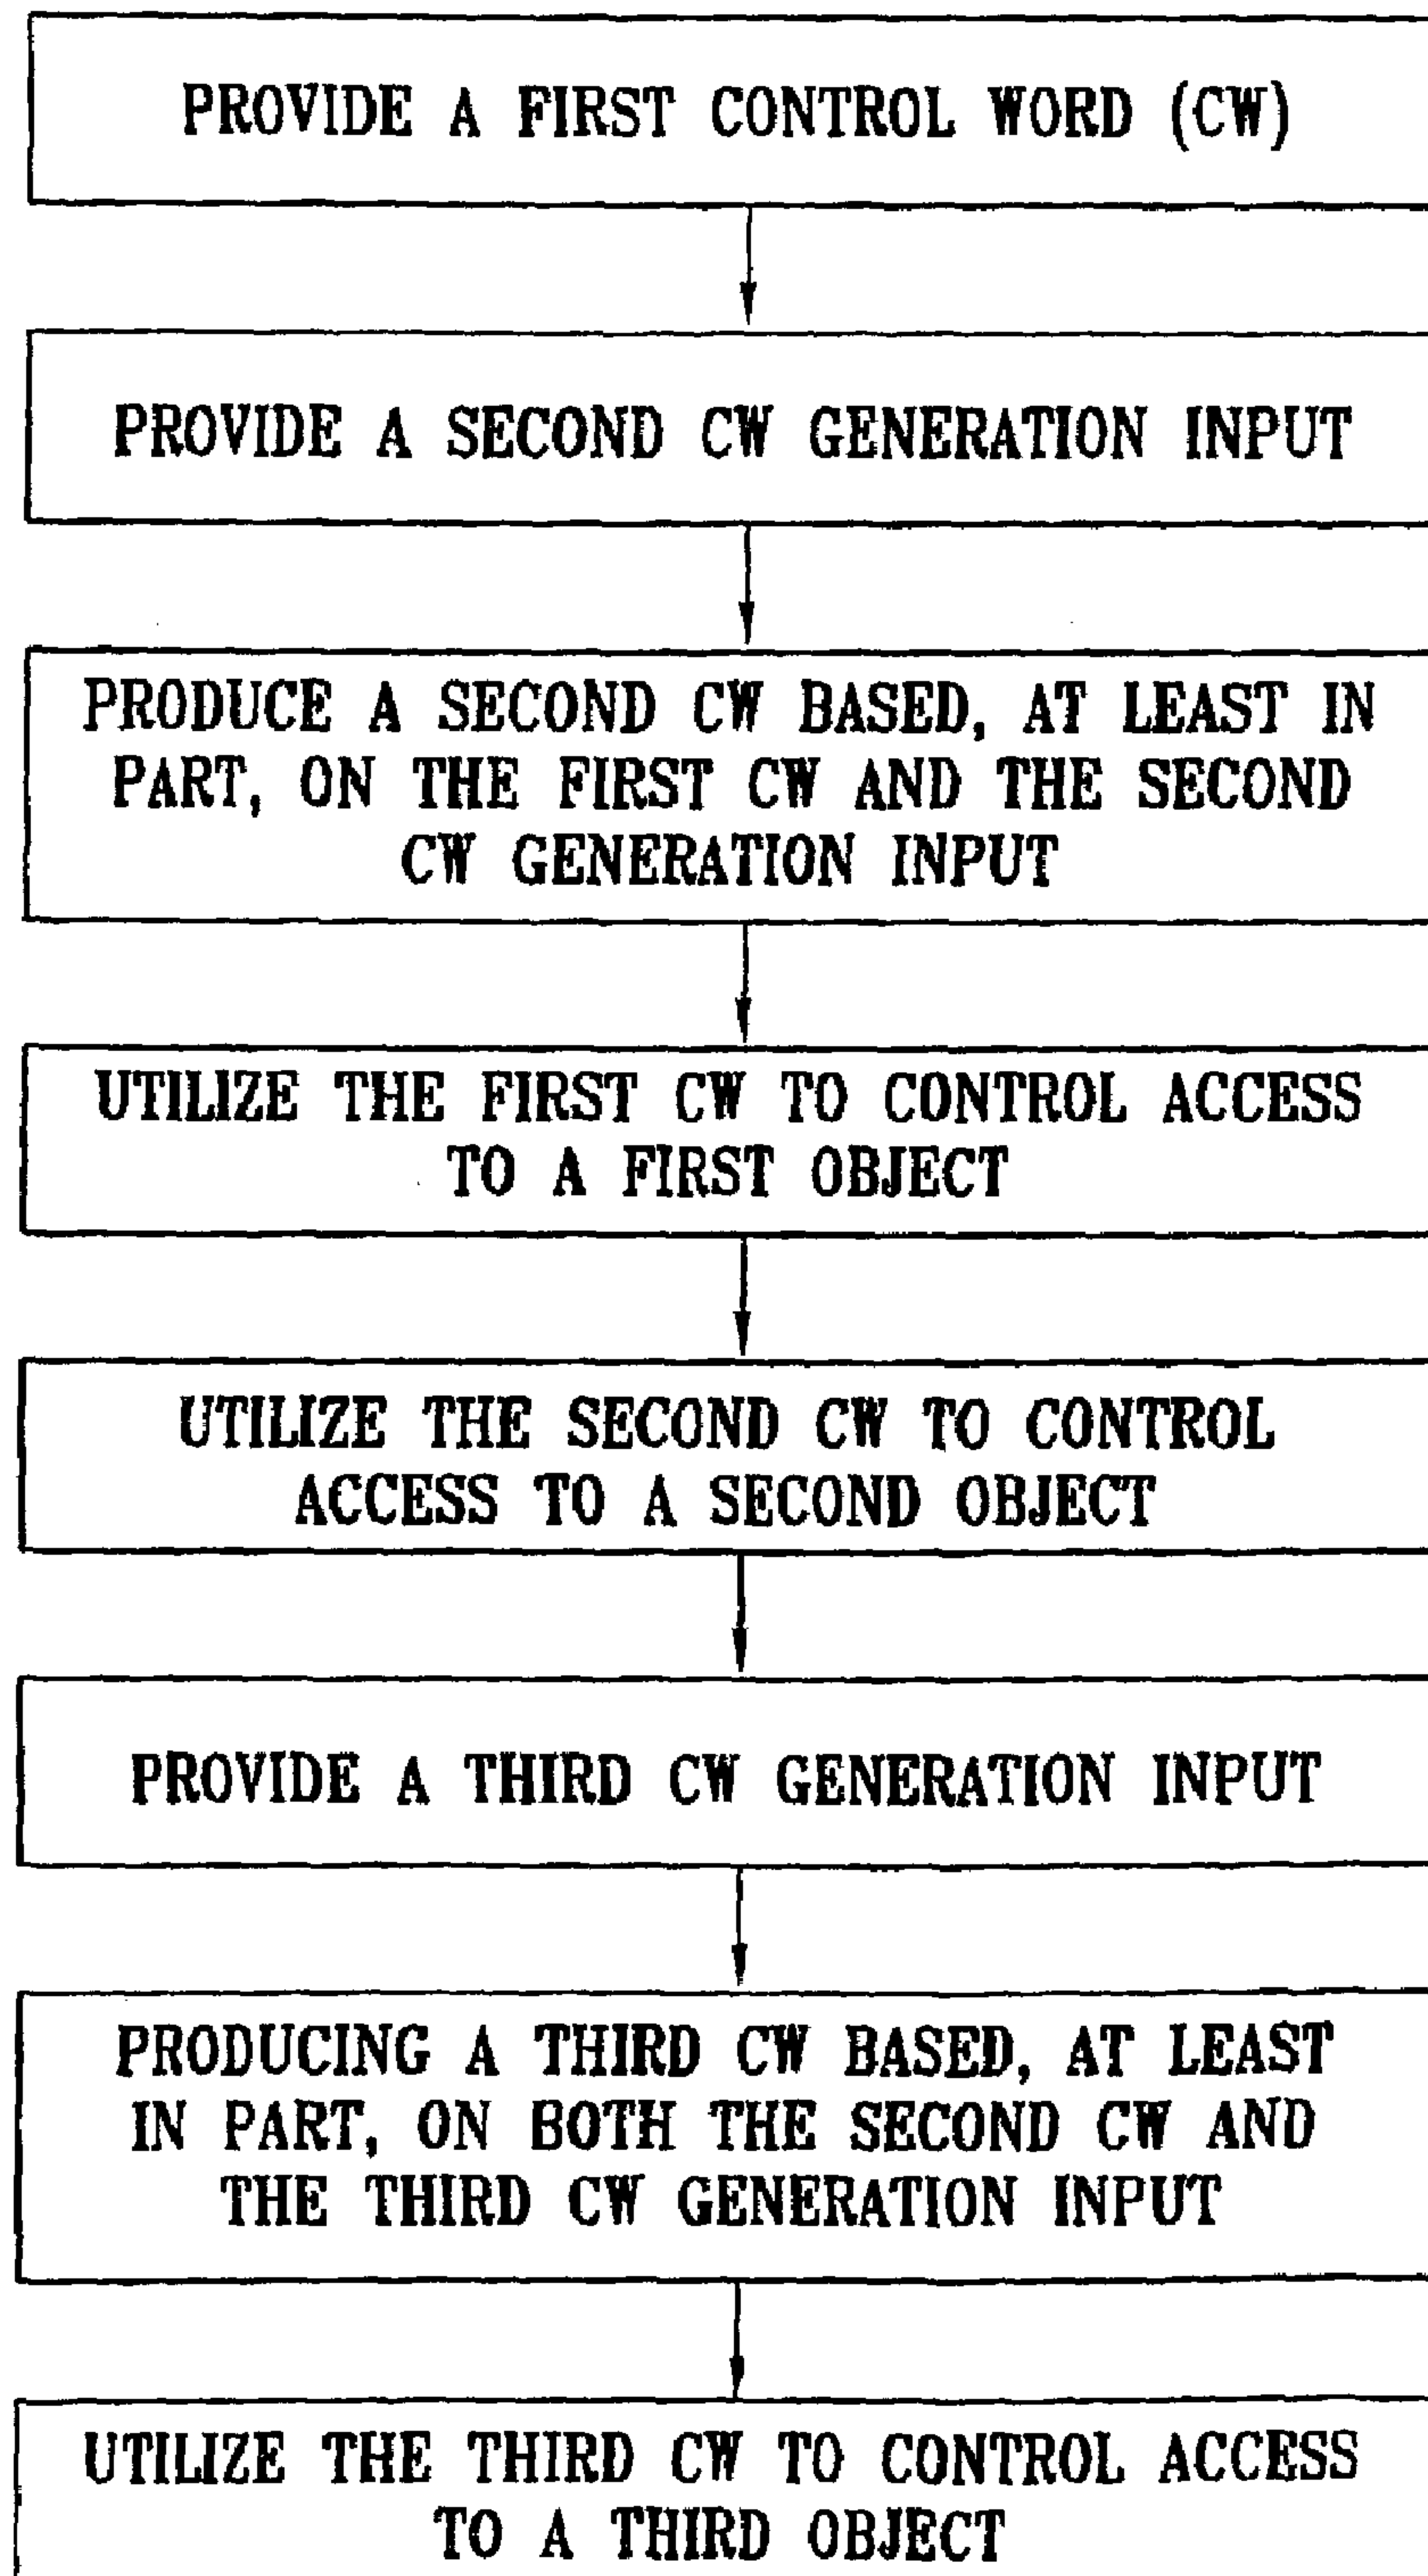 PROVIDE A FIRST CONTROL WORD (CW)
PROVIDE A SECOND CW GENERATION INPUT
PRODUCE A SECOND CW BASED, AT LEAST IN
PART, ON THE FIRST CW AND THE SECOND
CW GENERATION INPUT
UTILIZE THE FIRST CW TO CONTROL ACCESS
TO A FIRST OBJECT
UTILIZE THE SECOND CW TO CONTROL
ACCESS TO A SECOND OBJECT
PROVIDE A THIRD CW GENERATION INPUT
PRODUCING A THIRD CW BASED, AT LEAST
IN PART, ON BOTH THE SECOND CW AND
THE THIRD CW GENERATION INPUT
UTILIZE THE THIRD CW TO CONTROL ACCESS
TO A THIRD OBJECT